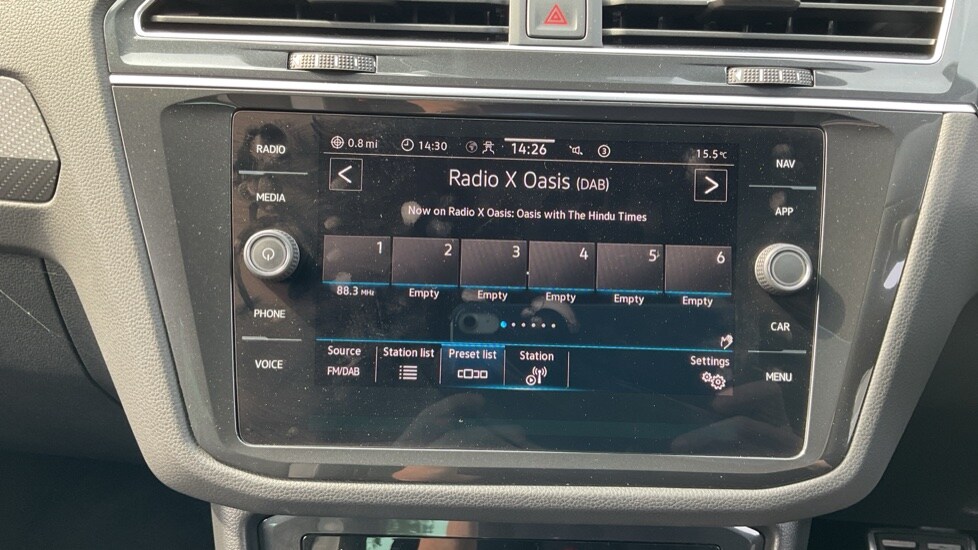 0.8 mi 14:30 14:26 3 15.5°C
Radio X Oasis (DAB)
Now on Radio X Oasis: Oasis with The Hindu Times
1 2 3 4 5 6
88.3 MHz Empty Empty Empty Empty Empty
Source Station list Preset list Station Settings
FM/DAB
RADIO
MEDIA
PHONE
VOICE
NAV
APP
CAR
MENU